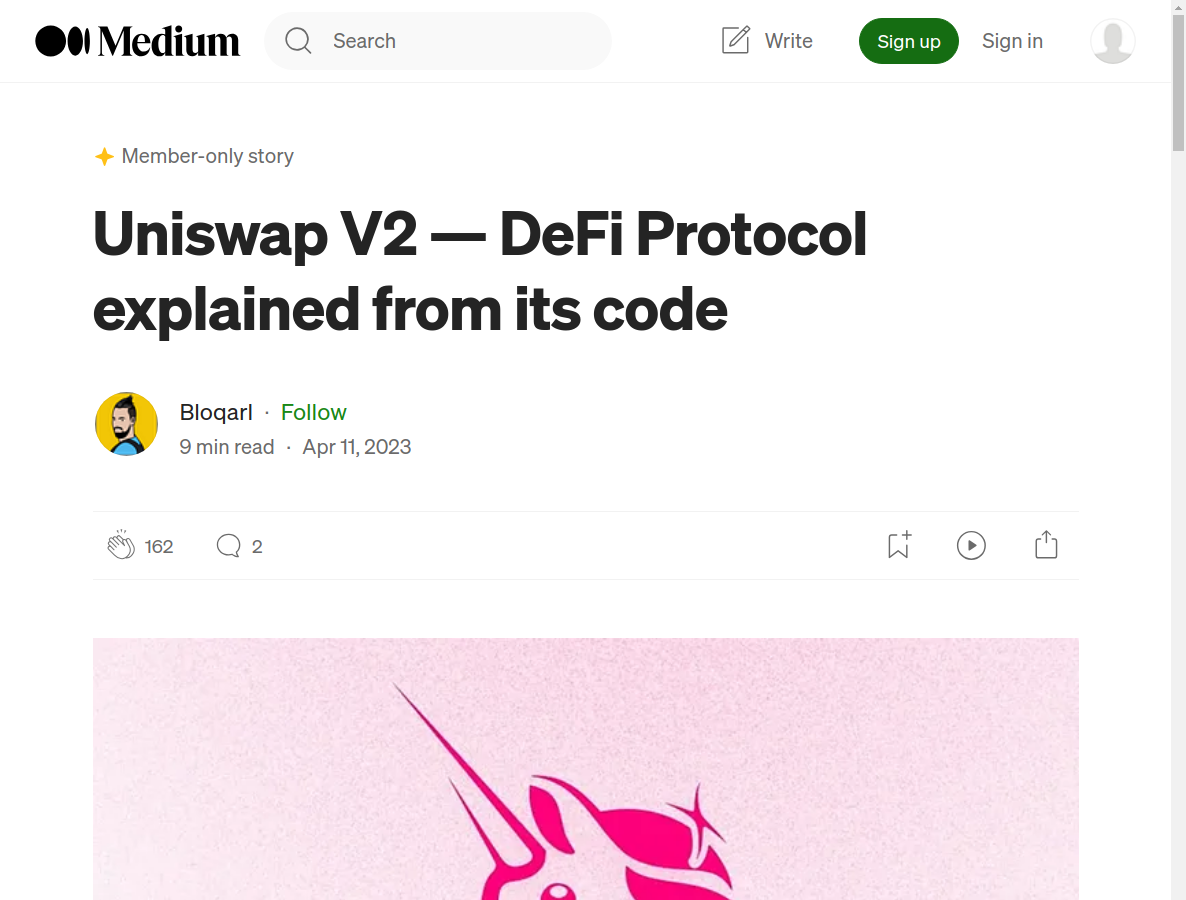 Medium
Search
Write
Sign up
Sign in
Member-only story
Uniswap V2 — DeFi Protocol
explained from its code
Bloqarl · Follow
9 min read · Apr 11, 2023
162
2